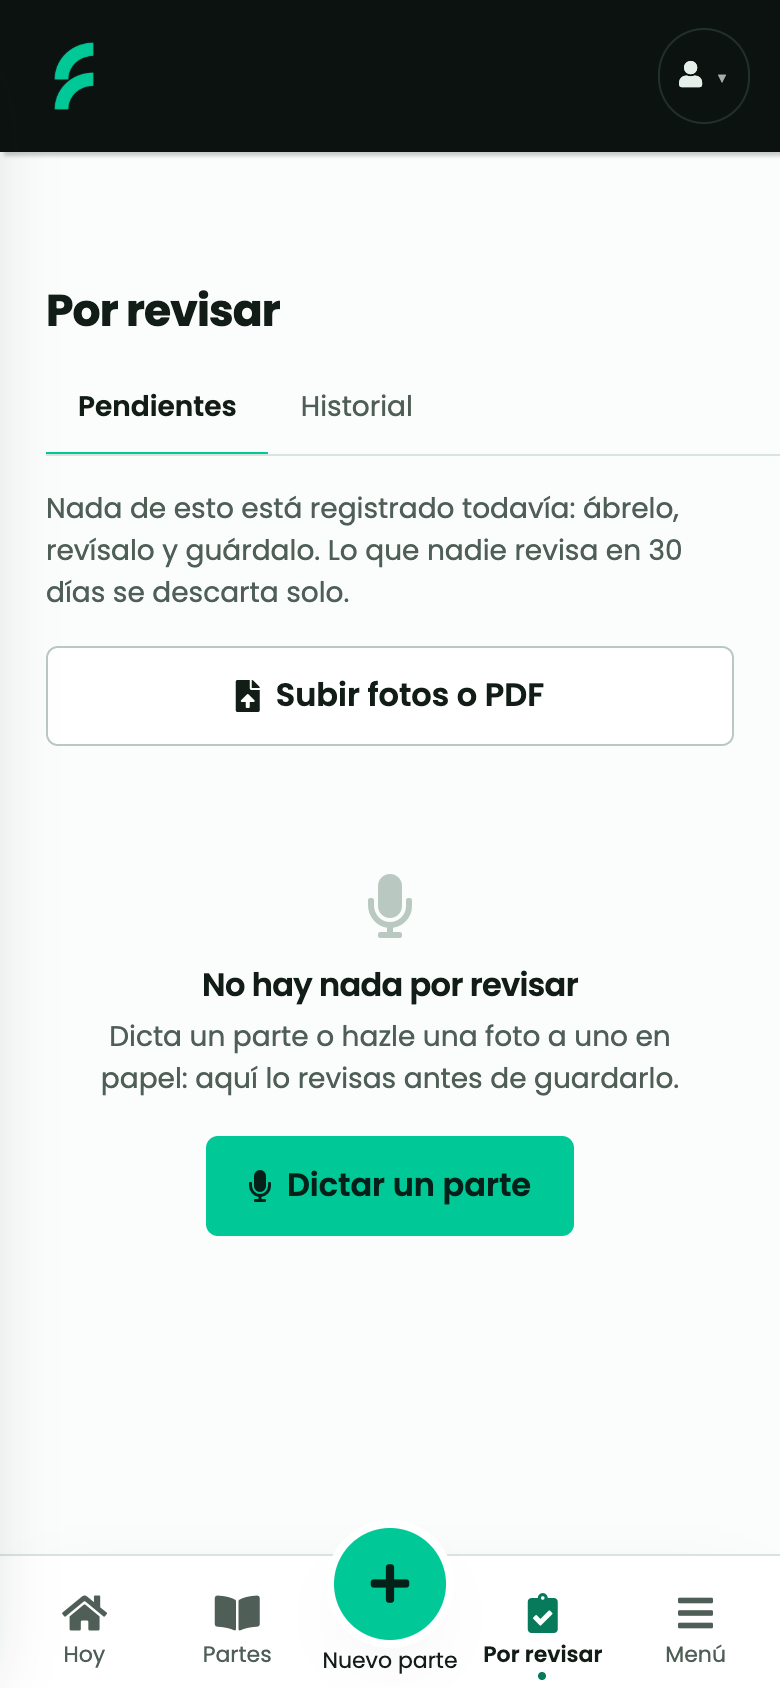 Por revisar
Pendientes
Historial
Nada de esto está registrado todavía: ábrelo,
revísalo y guárdalo. Lo que nadie revisa en 30
días se descarta solo.
Subir fotos o PDF
No hay nada por revisar
Dicta un parte o hazle una foto a uno en
papel: aquí lo revisas antes de guardarlo.
Dictar un parte
Hoy
Partes
Nuevo parte
Por revisar
Menú